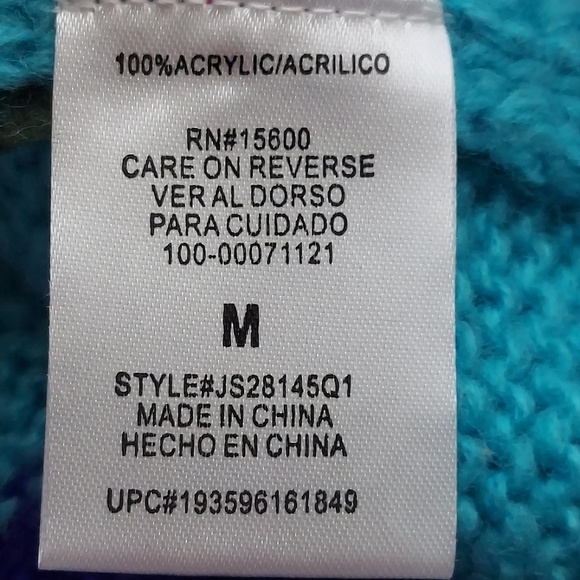 100%ACRYLIC/ACRILICO
RN#15600
CARE ON REVERSE
VER AL DORSO
PARA CUIDADO
100-00071121
M
STYLE#JS28145Q1
MADE IN CHINA
HECHO EN CHINA
UPC#193596161849